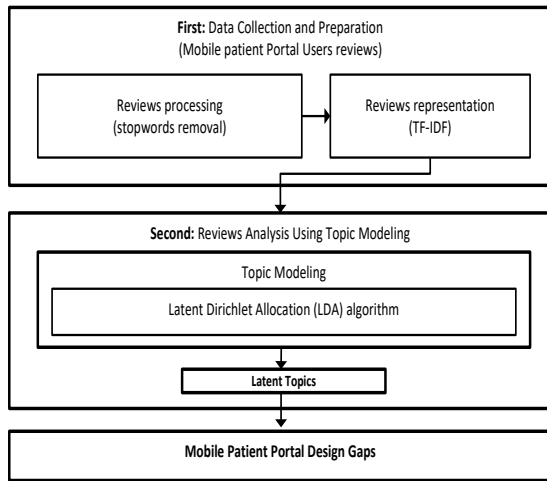 First: Data Collection and Preparation
(Mobile patient Portal Users reviews)
Reviews processing
(stopwords removal)
Reviews representation
(TF-IDF)
Second: Reviews Analysis Using Topic Modeling
Topic Modeling
Latent Dirichlet Allocation (LDA) algorithm
Latent Topics
Mobile Patient Portal Design Gaps